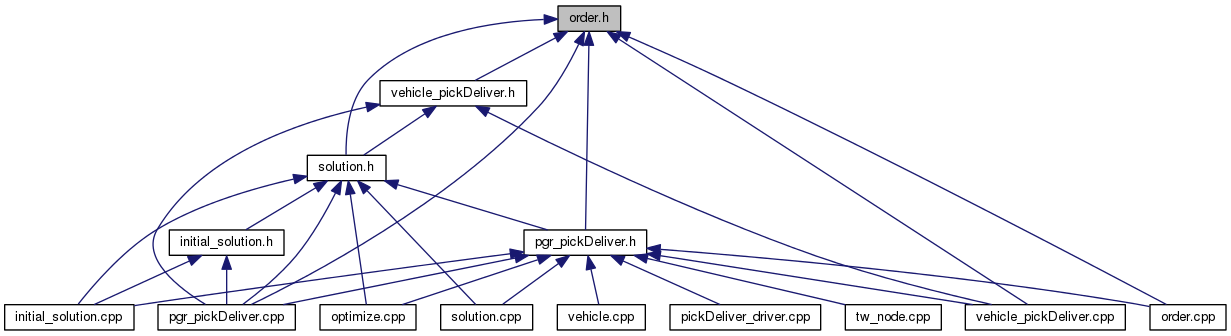 order.h
vehicle_pickDeliver.h
solution.h
initial_solution.h
pgr_pickDeliver.h
initial_solution.cpp
pgr_pickDeliver.cpp
optimize.cpp
solution.cpp
vehicle.cpp
pickDeliver_driver.cpp
tw_node.cpp
vehicle_pickDeliver.cpp
order.cpp